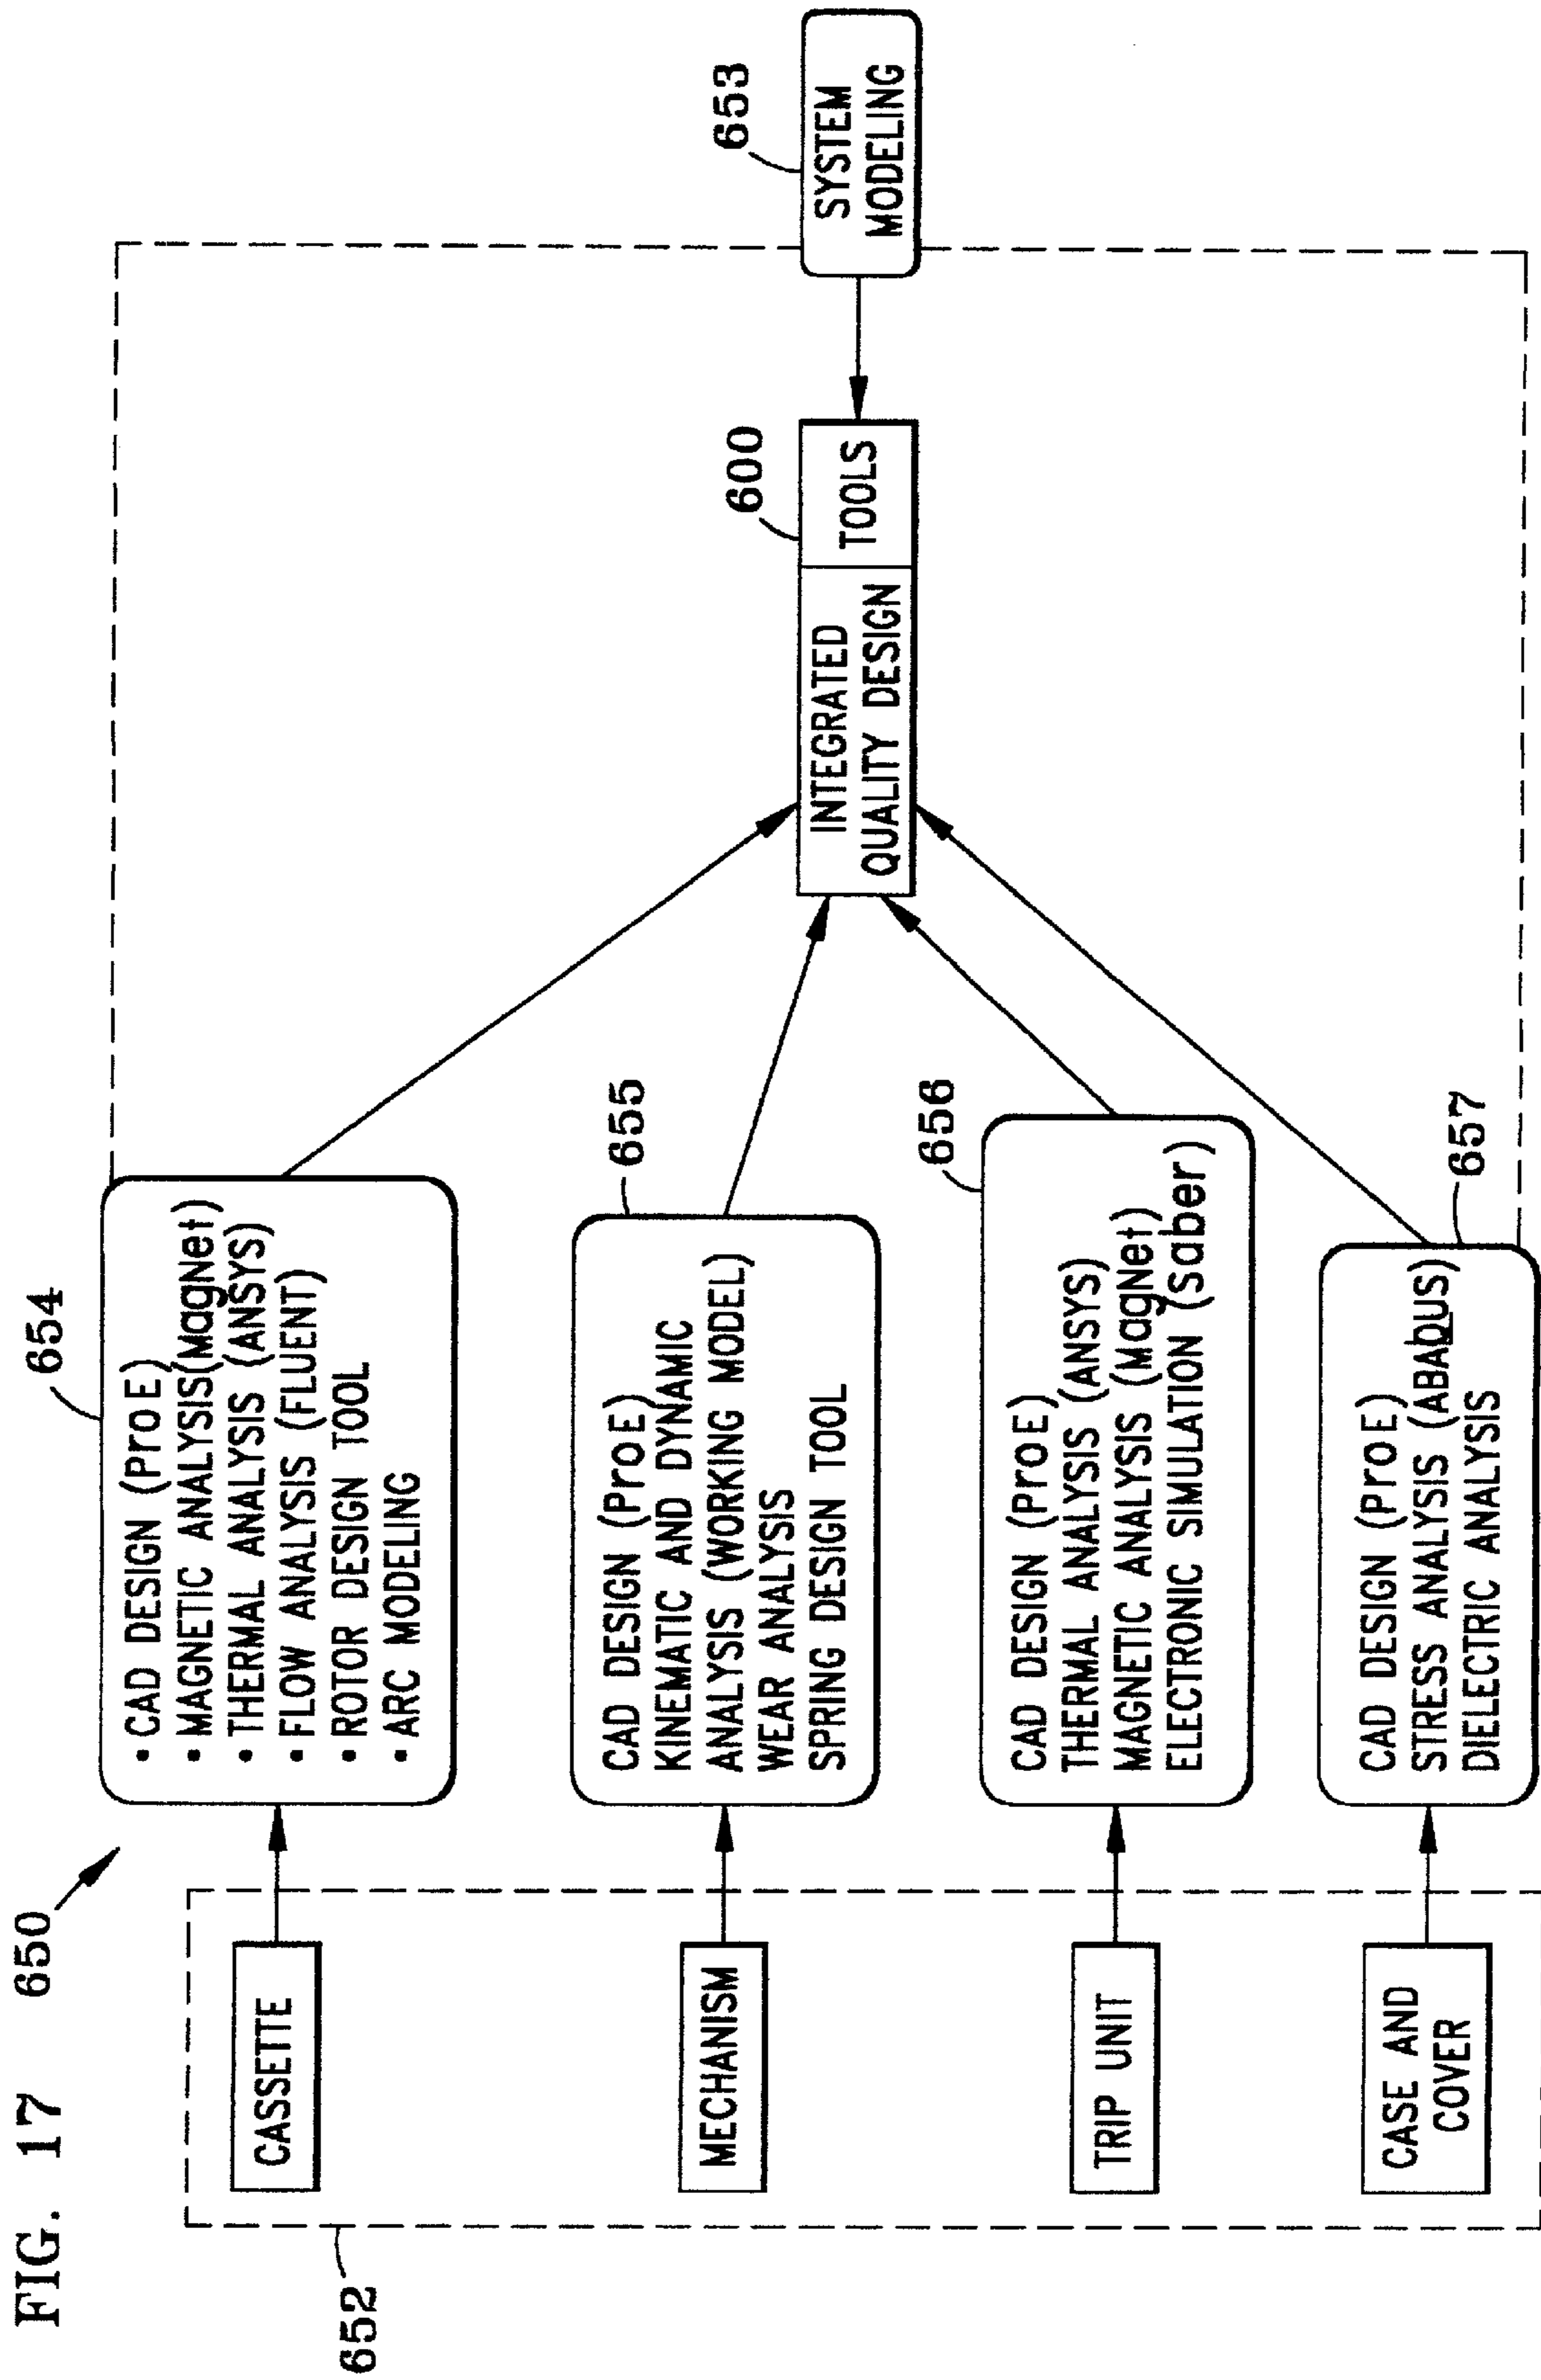 FIG. 17
650
652
CASSETTE
MECHANISM
TRIP UNIT
CASE AND
COVER
654
• CAD DESIGN (ProE)
• MAGNETIC ANALYSIS(MagNet)
• THERMAL ANALYSIS (ANSYS)
• FLOW ANALYSIS (FLUENT)
• ROTOR DESIGN TOOL
• ARC MODELING
655
CAD DESIGN (ProE)
KINEMATIC AND DYNAMIC
ANALYSIS (WORKING MODEL)
WEAR ANALYSIS
SPRING DESIGN TOOL
656
CAD DESIGN (ProE)
THERMAL ANALYSIS (ANSYS)
MAGNETIC ANALYSIS (MagNet)
ELECTRONIC SIMULATION (Saber)
657
CAD DESIGN (ProE)
STRESS ANALYSIS (ABAQUS)
DIELECTRIC ANALYSIS
600
INTEGRATED
QUALITY DESIGN
TOOLS
653
SYSTEM
MODELING